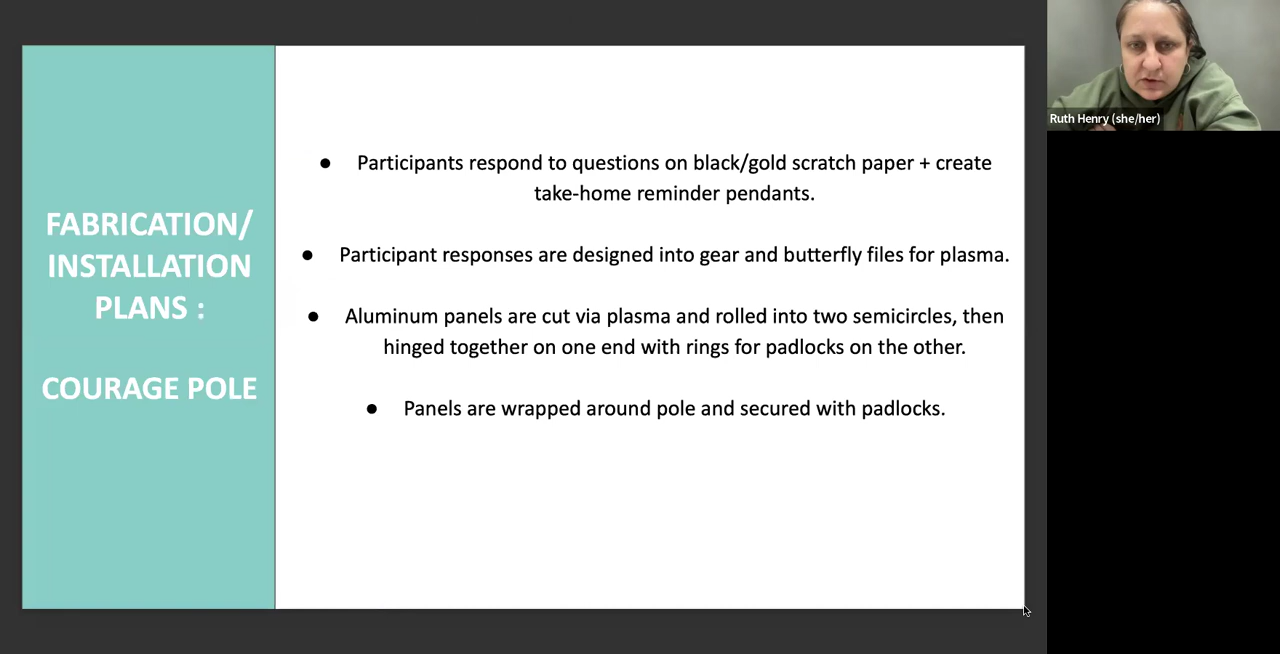 FABRICATION/
INSTALLATION
PLANS :
COURAGE POLE
● Participants respond to questions on black/gold scratch paper + create
take-home reminder pendants.
● Participant responses are designed into gear and butterfly files for plasma.
● Aluminum panels are cut via plasma and rolled into two semicircles, then
hinged together on one end with rings for padlocks on the other.
● Panels are wrapped around pole and secured with padlocks.
Ruth Henry (she/her)